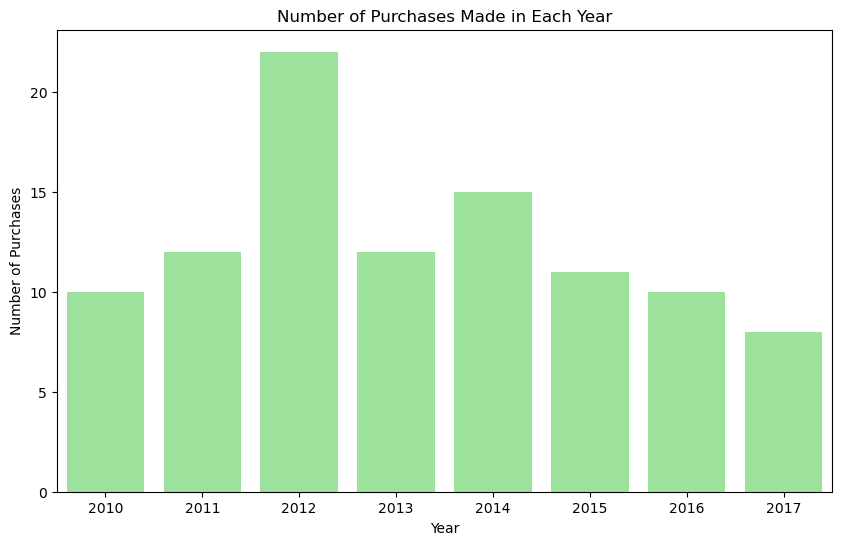 Number of Purchases Made in Each Year
Number of Purchases
20
15
10
5
0
2010 2011 2012 2013 2014 2015 2016 2017
Year